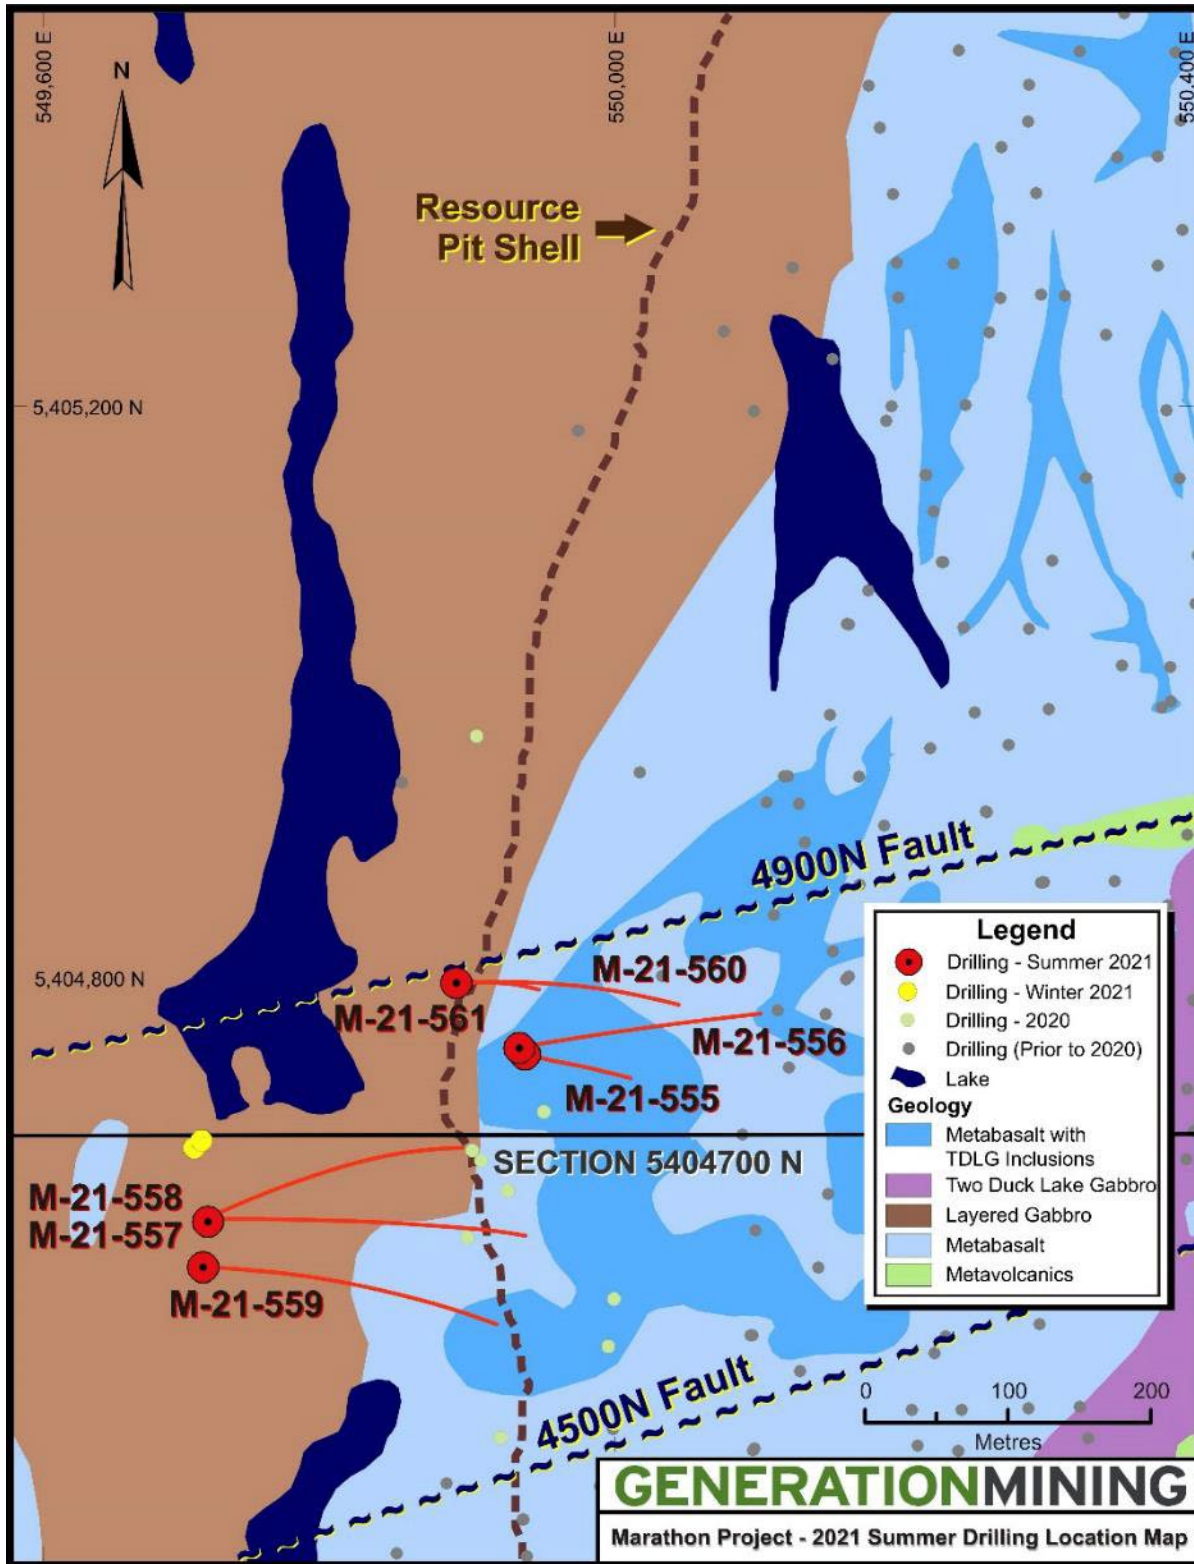 549,600 E
550,000 E
550,400 E
N
Resource
Pit Shell
5,405,200 N
4900N Fault
5,404,800 N
M-21-560
M-21-561
M-21-556
M-21-555
SECTION 5404700 N
M-21-558
M-21-557
M-21-559
4500N Fault
Legend
Drilling - Summer 2021
Drilling - Winter 2021
Drilling - 2020
Drilling (Prior to 2020)
Lake
Geology
Metabasalt with
TDLG Inclusions
Two Duck Lake Gabbro
Layered Gabbro
Metabasalt
Metavolcanics
0 100 200
Metres
GENERATIONMINING
Marathon Project - 2021 Summer Drilling Location Map